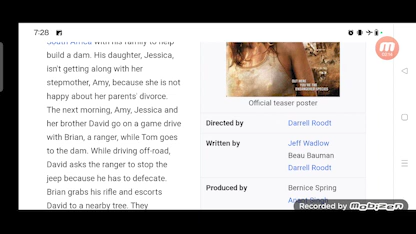 7:28
South Africa with his family to help
build a dam. His daughter, Jessica,
isn't getting along with her
stepmother, Amy, because she is not
happy about her parents' divorce.
The next morning, Amy, Jessica and
her brother David go on a game drive
with Brian, a ranger, while Tom goes
to the dam. While driving off-road,
David asks the ranger to stop the
jeep because he has to defecate.
Brian grabs his rifle and escorts
David to a nearby tree. They
Official teaser poster
Directed by Darrell Roodt
Written by Jeff Wadlow
Beau Bauman
Darrell Roodt
Produced by Bernice Spring
Recorded by Mobizen